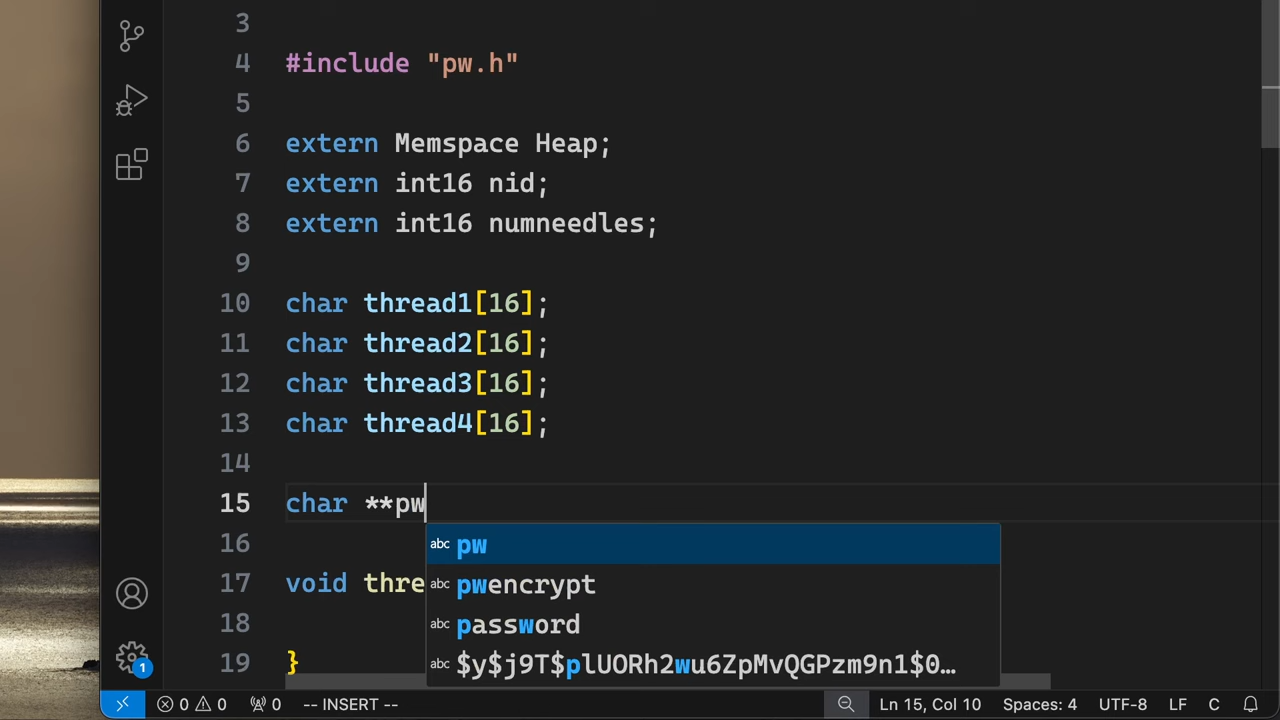 3
4 #include "pw.h"
5
6 extern Memspace Heap;
7 extern int16 nid;
8 extern int16 numneedles;
9
10 char thread1[16];
11 char thread2[16];
12 char thread3[16];
13 char thread4[16];
14
15 char **pw
abc pw
16
17 void thre
abc pwencrypt
18
abc password
19 }
abc $y$j9T$plUORh2wu6ZpMvQGPzm9n1$0…
1
0 0 0 -- INSERT -- Ln 15, Col 10 Spaces: 4 UTF-8 LF C